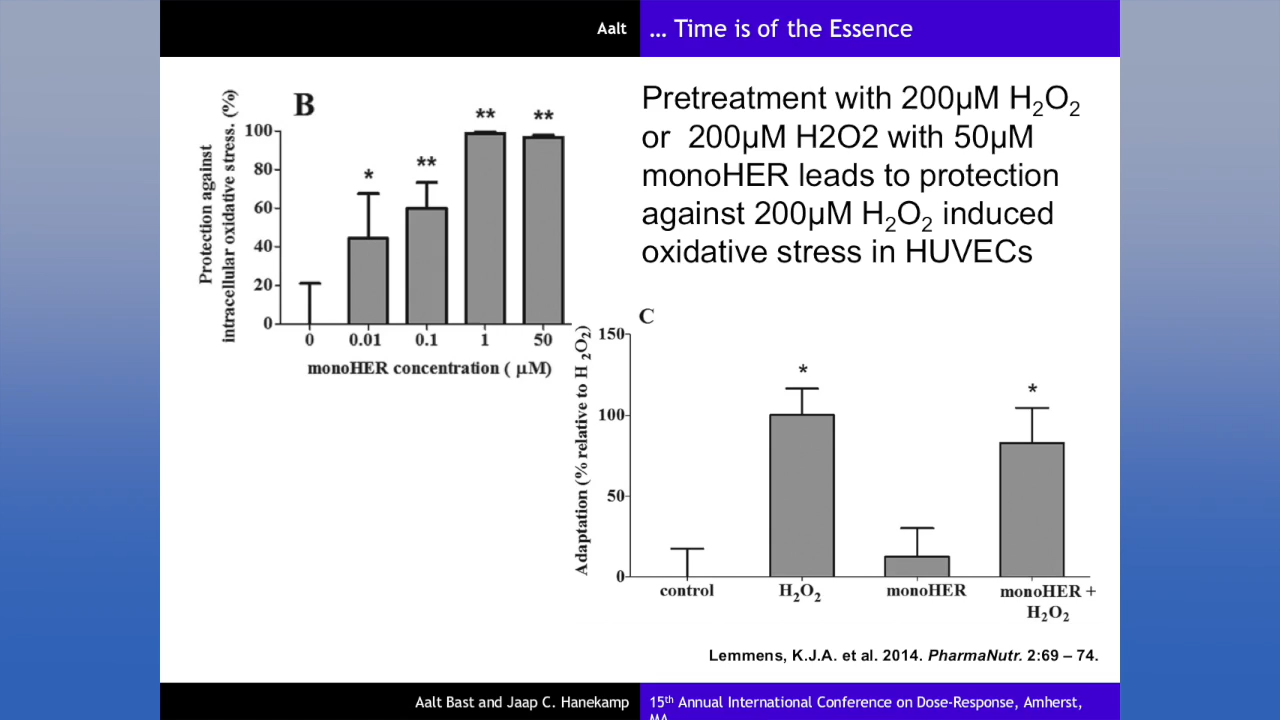 Aalt
... Time is of the Essence
Pretreatment with 200µM H₂O₂
or 200µM H2O2 with 50µM
monoHER leads to protection
against 200µM H₂O₂ induced
oxidative stress in HUVECs
B
Protection against
intracellular oxidative stress. (%)
100
80
60
40
20
0
*
**
**
**
0 0.01 0.1 1 50
monoHER concentration ( µM)
C
Adaptation (% relative to H ₂O₂)
150
100
50
0
*
*
control H₂O₂ monoHER monoHER +
H₂O₂
Lemmens, K.J.A. et al. 2014. PharmaNutr. 2:69 – 74.
Aalt Bast and Jaap C. Hanekamp
15th Annual International Conference on Dose-Response, Amherst,
MA